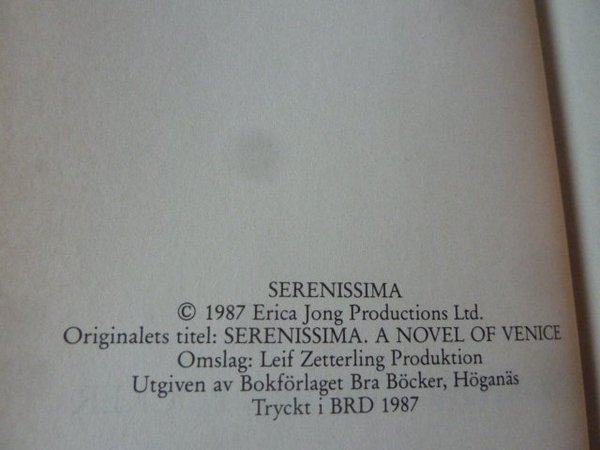 SERENISSIMA
© 1987 Erica Jong Productions Ltd.
Originalets titel: SERENISSIMA. A NOVEL OF VENICE
Omslag: Leif Zetterling Produktion
Utgiven av Bokförlaget Bra Böcker, Höganäs
Tryckt i BRD 1987